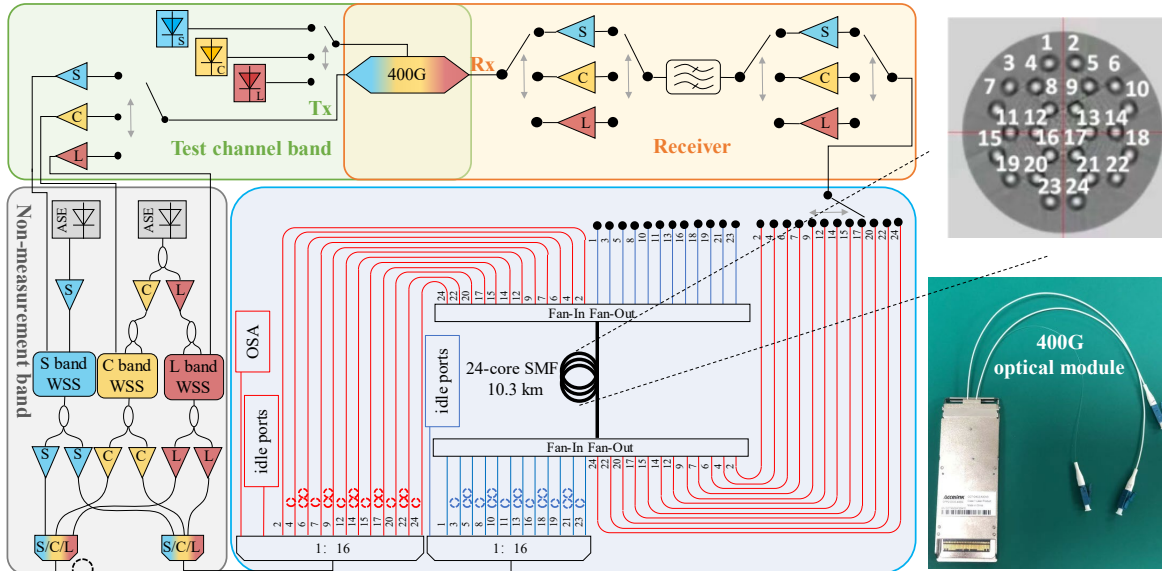 S
C
L
Tx
Test channel band
S
C
L
400G
Rx
S
C
L
S
C
L
Receiver
1 2
3 4 5 6
7 8 9 10
11 12 13 14
15 16 17 18
19 20 21 22
23 24
Non-measurement band
ASE
ASE
S
C
L
S band
WSS
C band
WSS
L band
WSS
S
S
C
C
L
L
S/C/L
S/C/L
OSA
idle ports
idle ports
24 22 20 17 15 14 12 9 7 6 4 2
1 3 5 8 10 11 13 16 18 19 21 23
2 4 6 7 9 12 14 15 17 20 22 24
Fan-In Fan-Out
24-core SMF
10.3 km
Fan-In Fan-Out
24 22 20 17 15 14 12 9 7 6 4 2
2 4 6 7 9 12 14 15 17 20 22 24
1 3 5 8 10 11 13 16 18 19 21 23
1: 16
1: 16
400G
optical module